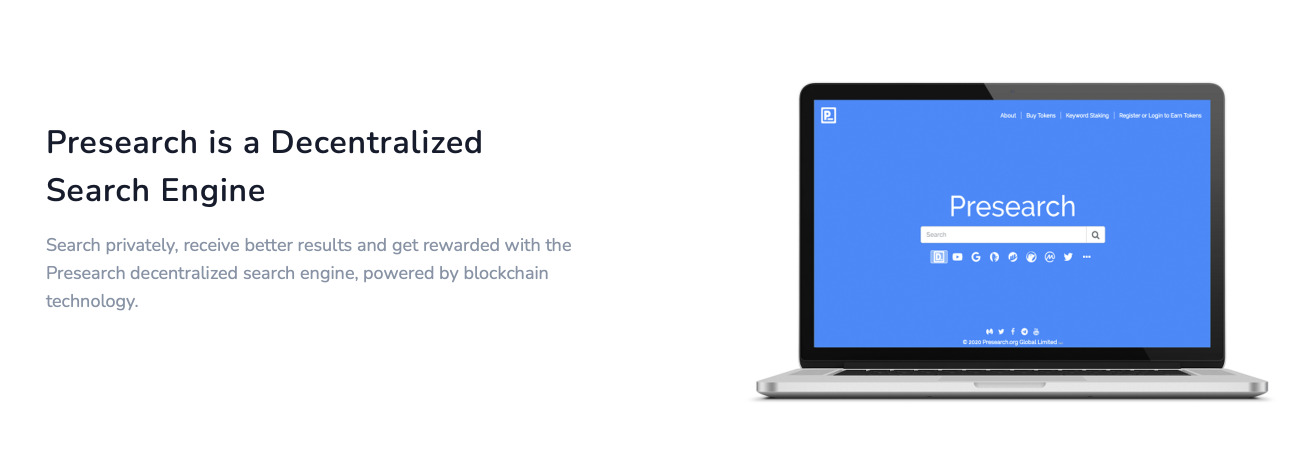 Presearch is a Decentralized
Search Engine
Search privately, receive better results and get rewarded with the
Presearch decentralized search engine, powered by blockchain
technology.
About | Buy Tokens | Keyword Staking | Register or Login to Earn Tokens
Presearch
Search
© 2020 Presearch.org Global Limited ...